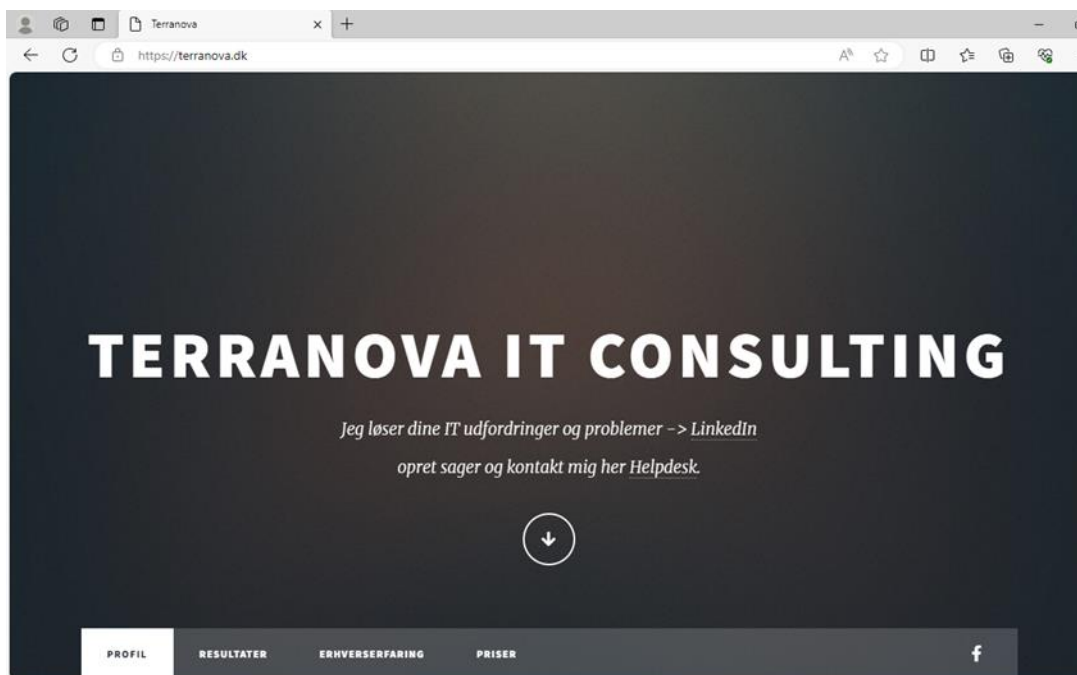 Terranova
https://terranova.dk
TERRANOVA IT CONSULTING
Jeg løser dine IT udfordringer og problemer -> LinkedIn
opret sager og kontakt mig her Helpdesk.
PROFIL RESULTATER ERHVERSERFARING PRISER